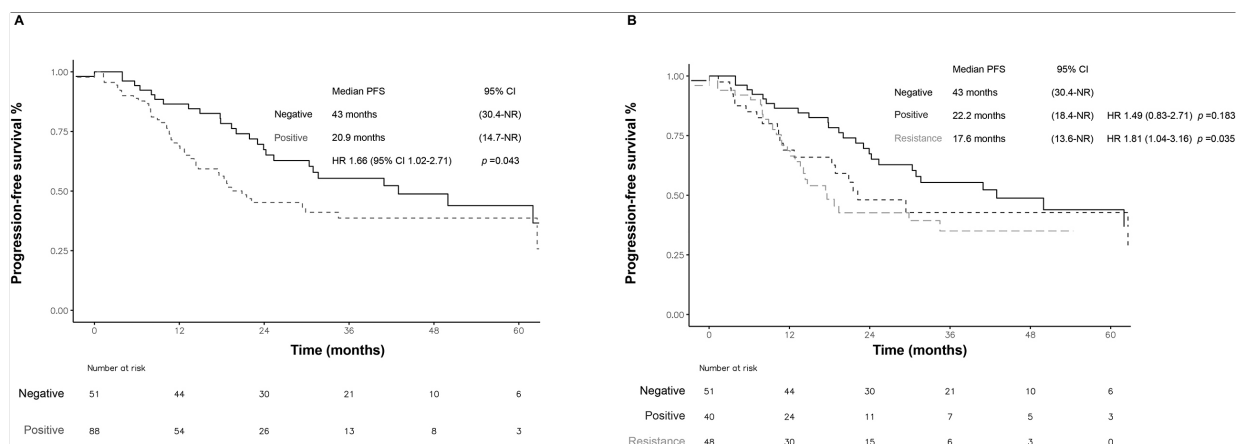 A
Progression-free survival %
1.00
0.75
0.50
0.25
0.00
Median PFS 95% CI
Negative 43 months (30.4-NR)
Positive 20.9 months (14.7-NR)
HR 1.66 (95% CI 1.02-2.71) p =0.043
0 12 24 36 48 60
Time (months)
Number at risk
Negative 51 44 30 21 10 6
Positive 88 54 26 13 8 3
B
Progression-free survival %
1.00
0.75
0.50
0.25
0.00
Median PFS 95% CI
Negative 43 months (30.4-NR)
Positive 22.2 months (18.4-NR) HR 1.49 (0.83-2.71) p =0.183
Resistance 17.6 months (13.6-NR) HR 1.81 (1.04-3.16) p =0.035
0 12 24 36 48 60
Time (months)
Number at risk
Negative 51 44 30 21 10 6
Positive 40 24 11 7 5 3
Resistance 48 30 15 6 3 0